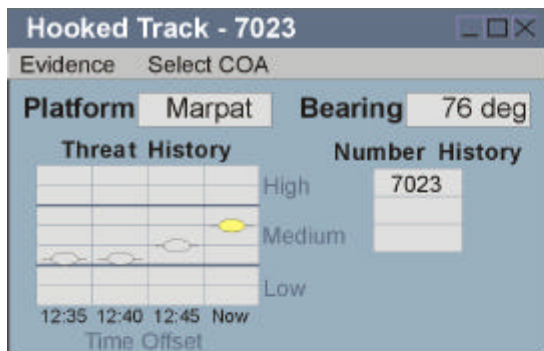 Hooked Track - 7023
Evidence Select COA
Platform Marpat Bearing 76 deg
Threat History Number History
High 7023
Medium
Low
12:35 12:40 12:45 Now
Time Offset